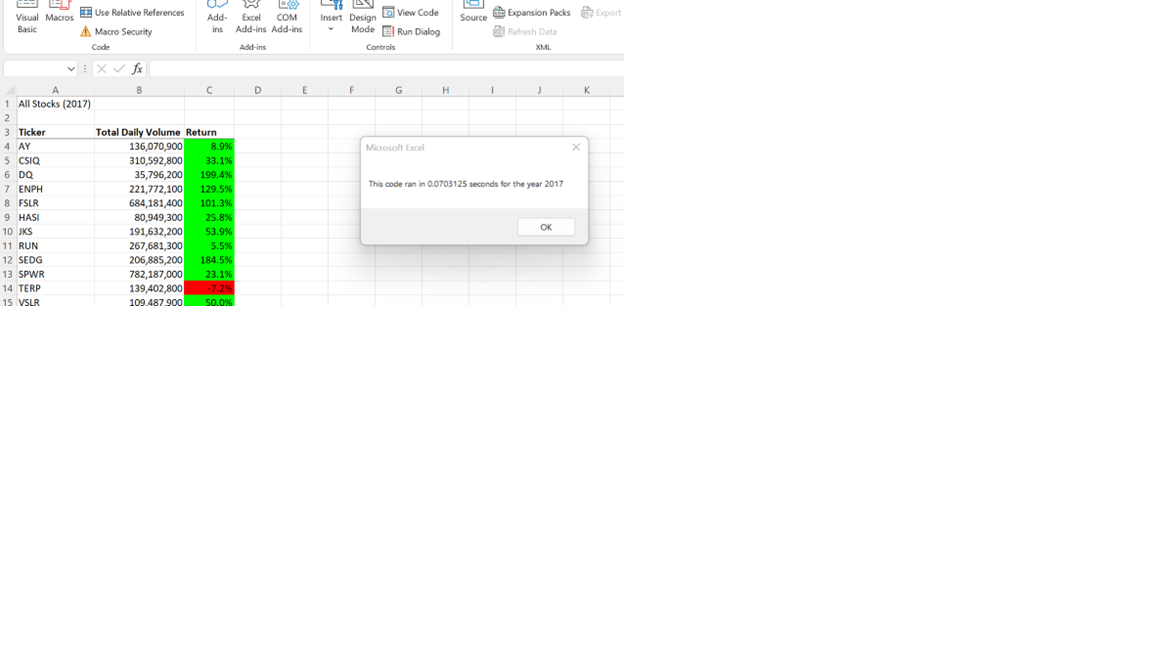 Visual Basic
Macros
Use Relative References
Macro Security
Code
Add-ins
Excel Add-ins
COM Add-ins
Add-ins
Insert
Design Mode
View Code
Run Dialog
Controls
Source
Expansion Packs
Refresh Data
Export
XML
fx
A B C D E F G H I J K
1 All Stocks (2017)
2
3 Ticker Total Daily Volume Return
4 AY 136,070,900 8.9%
5 CSIQ 310,592,800 33.1%
6 DQ 35,796,200 199.4%
7 ENPH 221,772,100 129.5%
8 FSLR 684,181,400 101.3%
9 HASI 80,949,300 25.8%
10 JKS 191,632,200 53.9%
11 RUN 267,681,300 5.5%
12 SEDG 206,885,200 184.5%
13 SPWR 782,187,000 23.1%
14 TERP 139,402,800 -7.2%
15 VSLR 109,487,900 50.0%
Microsoft Excel
This code ran in 0.0703125 seconds for the year 2017
OK